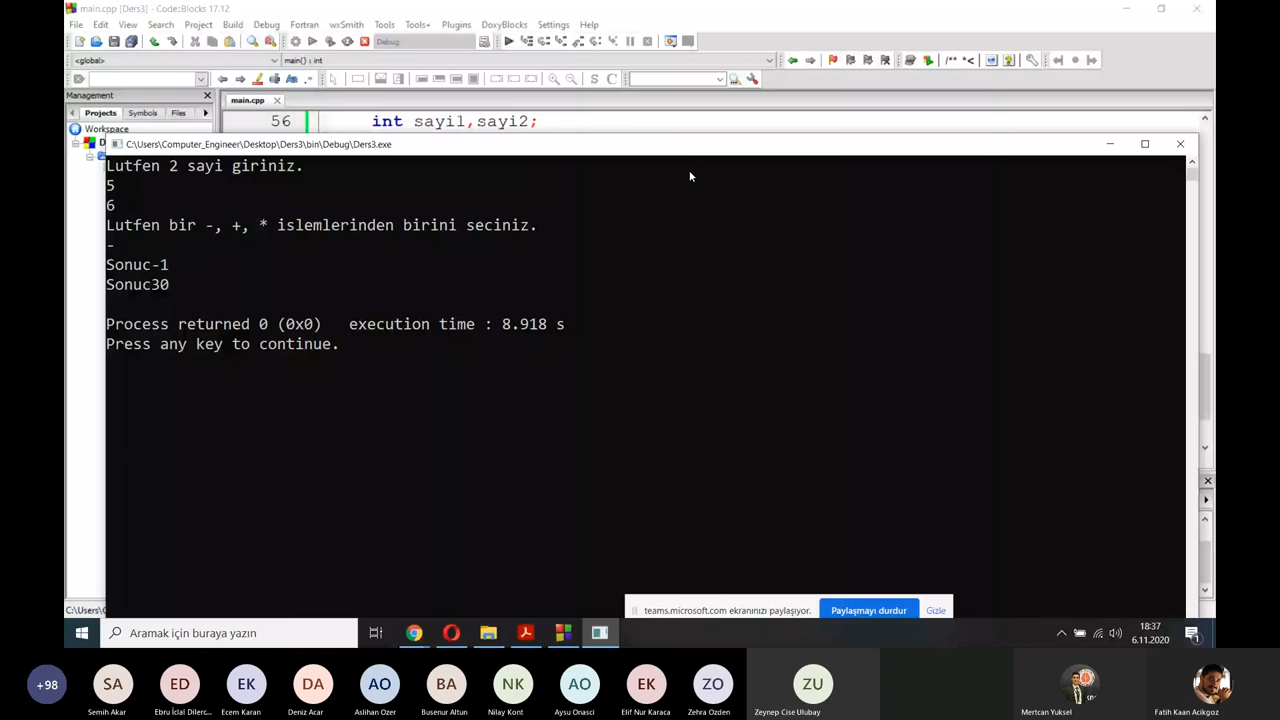 main.cpp [Ders3] - Code::Blocks 17.12
File Edit View Search Project Build Debug Fortran wxSmith Tools Tools+ Plugins DoxyBlocks Settings Help
Debug
<global>
main() : int
/** *<
S C
Management
main.cpp
Projects Symbols Files
56 int sayi1,sayi2;
Workspace
D
C:\Users\Computer_Engineer\Desktop\Ders3\bin\Debug\Ders3.exe
Lutfen 2 sayi giriniz.
5
6
Lutfen bir -, +, * islemlerinden birini seciniz.
-
Sonuc-1
Sonuc30
Process returned 0 (0x0) execution time : 8.918 s
Press any key to continue.
C:\Users\C
teams.microsoft.com ekranınızı paylaşıyor. Paylaşmayı durdur Gizle
Aramak için buraya yazın
18:37
6.11.2020
1
+98 SA ED EK DA AO BA NK AO EK ZO ZU
Semih Akar Ebru İclal Dilerc... Ecem Karan Deniz Acar Aslihan Ozer Busenur Altun Nilay Kont Aysu Onasci Elif Nur Karaca Zehra Ozden Zeynep Cise Ulubay Mertcan Yuksel Fatih Kaan Acikgoz